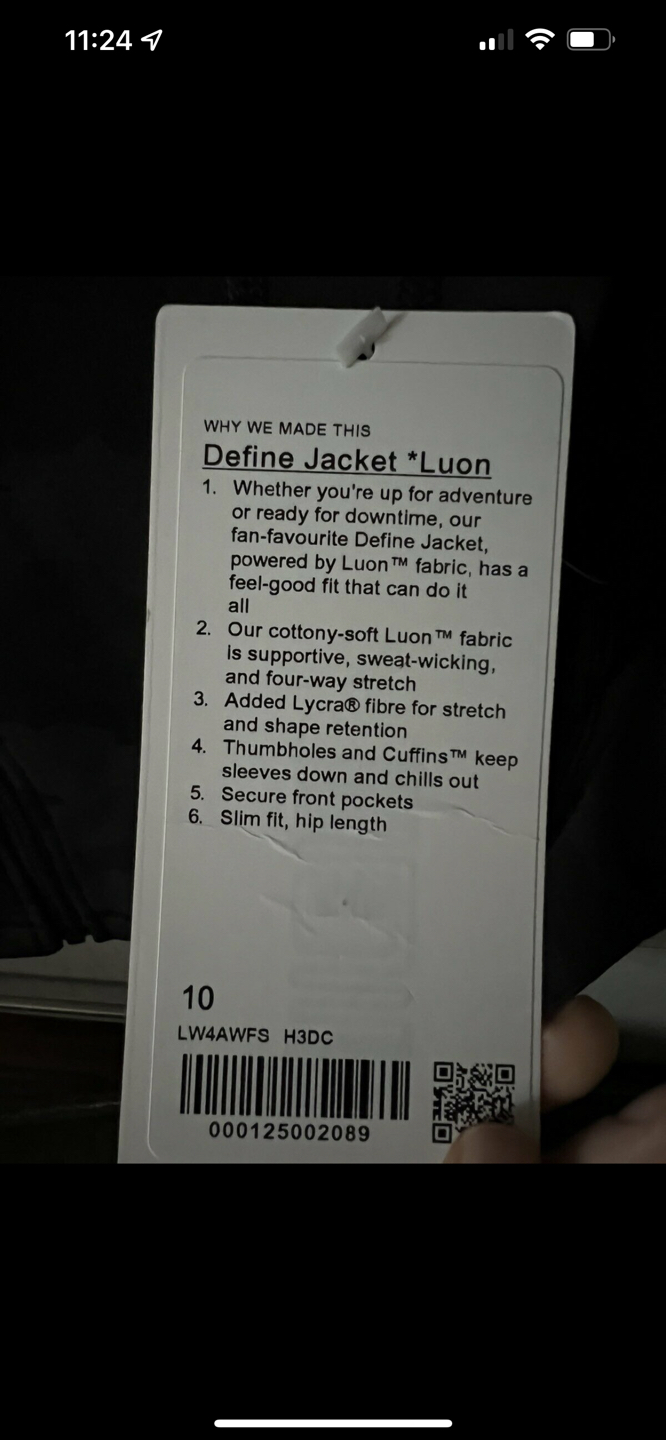 11:24
WHY WE MADE THIS
Define Jacket *Luon
1. Whether you're up for adventure
or ready for downtime, our
fan-favourite Define Jacket,
powered by Luon™ fabric, has a
feel-good fit that can do it
all
2. Our cottony-soft Luon™ fabric
is supportive, sweat-wicking,
and four-way stretch
3. Added Lycra® fibre for stretch
and shape retention
4. Thumbholes and Cuffins™ keep
sleeves down and chills out
5. Secure front pockets
6. Slim fit, hip length
10
LW4AWFS H3DC
000125002089